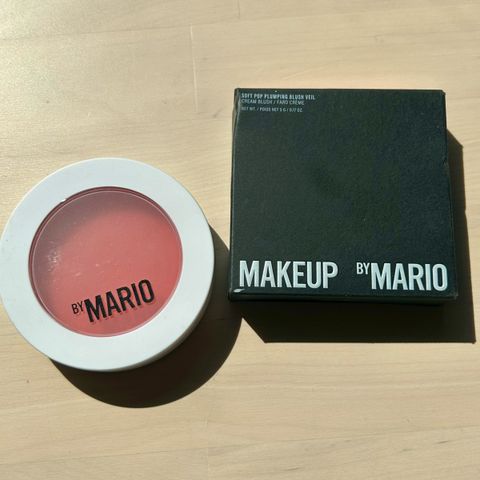 SOFT POP PLUMPING BLUSH VEIL
CREAM BLUSH / FARD CRÈME
NET WT. / POIDS NET 5 G / 0.17 OZ.
MAKEUP BY MARIO
BY MARIO